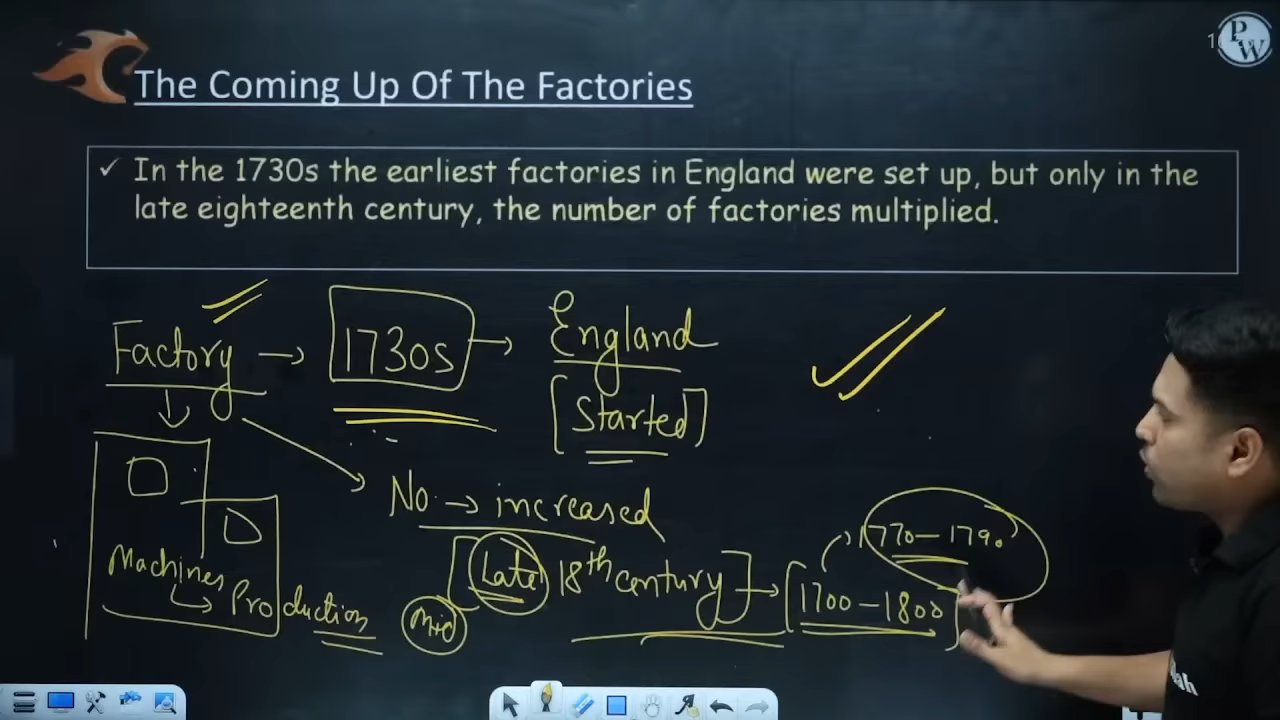 PW
The Coming Up Of The Factories
✓ In the 1730s the earliest factories in England were set up, but only in the
late eighteenth century, the number of factories multiplied.
Factory → 1730s → England
[Started]
No. → increased
1770 - 1790
[Late 18th century] → [1700 - 1800]
Mid
Machines
Production